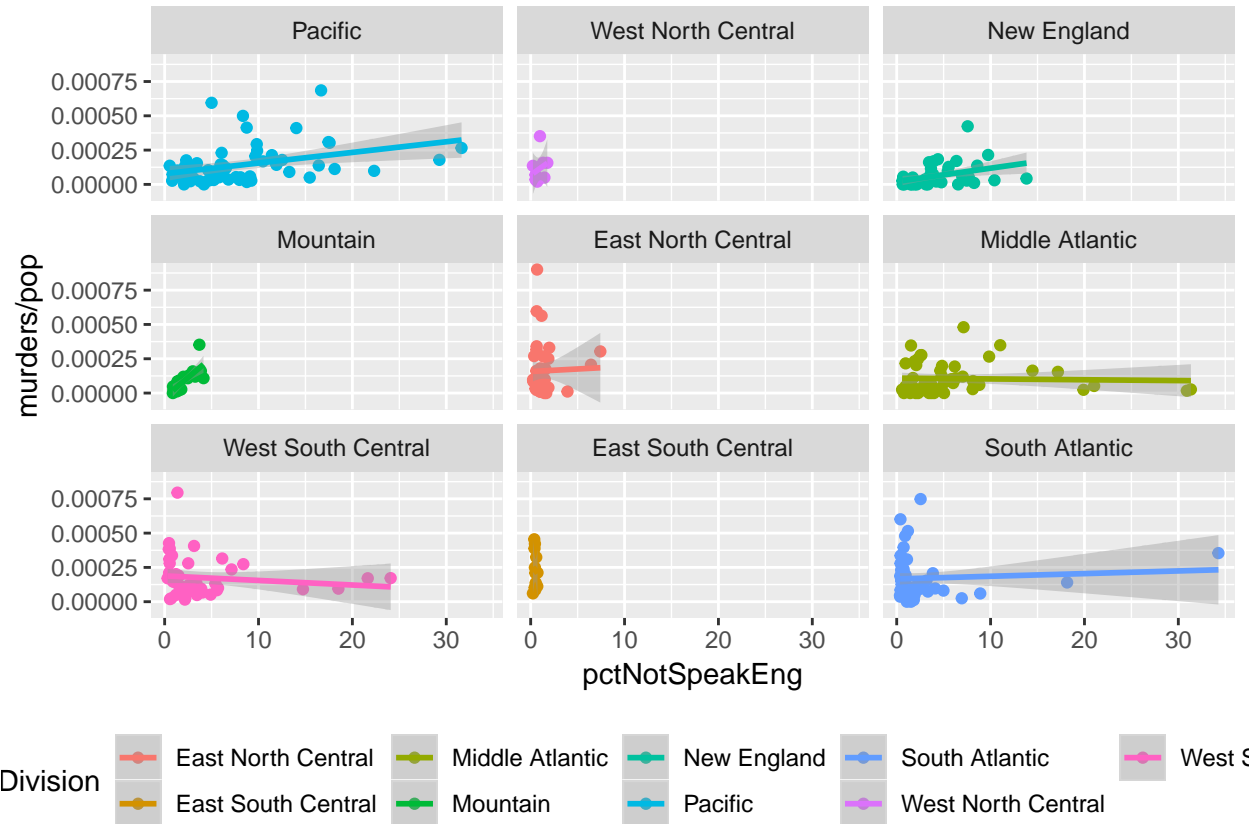 Pacific West North Central New England
0.00075
0.00050
0.00025
0.00000
Mountain East North Central Middle Atlantic
0.00075
0.00050
0.00025
0.00000
murders/pop
West South Central East South Central South Atlantic
0.00075
0.00050
0.00025
0.00000
0 10 20 30 0 10 20 30 0 10 20 30
pctNotSpeakEng
Division
East North Central Middle Atlantic New England South Atlantic West S
East South Central Mountain Pacific West North Central